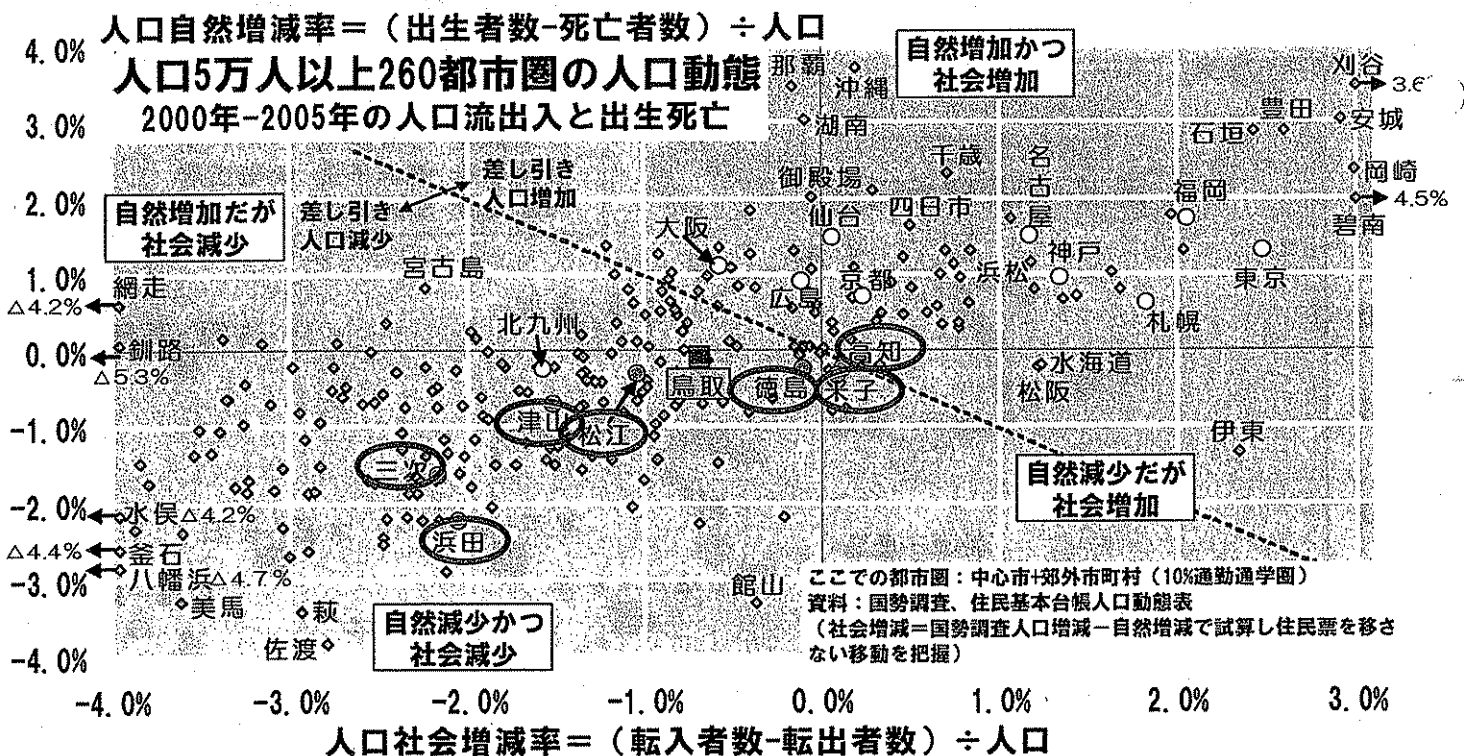 人口自然増減率＝（出生者数-死亡者数）÷人口
人口5万人以上260都市圏の人口動態
2000年-2005年の人口流出入と出生死亡
4.0%
3.0%
2.0%
1.0%
0.0%
-1.0%
-2.0%
-3.0%
-4.0%
自然増加かつ
社会増加
那覇
沖縄
湖南
刈谷
豊田
石垣
安城
千歳
名古屋
御殿場
岡崎
4.5%
碧南
福岡
仙台
四日市
差し引き
人口増加
差し引き
人口減少
自然増加だが
社会減少
大阪
神戸
浜松
東京
宮古島
京都
広島
札幌
網走
△4.2%
北九州
釧路
△5.3%
高知
水海道
松阪
鳥取
徳島
米子
津山
松江
伊東
三次
自然減少だが
社会増加
水俣△4.2%
浜田
△4.4%
釜石
八幡浜△4.7%
美馬
萩
佐渡
館山
自然減少かつ
社会減少
ここでの都市圏：中心市+郊外市町村（10%通勤通学圏）
資料：国勢調査、住民基本台帳人口動態表
（社会増減＝国勢調査人口増減－自然増減で試算し住民票を移さ
ない移動を把握）
-4.0%
-3.0%
-2.0%
-1.0%
0.0%
1.0%
2.0%
3.0%
人口社会増減率＝（転入者数-転出者数）÷人口